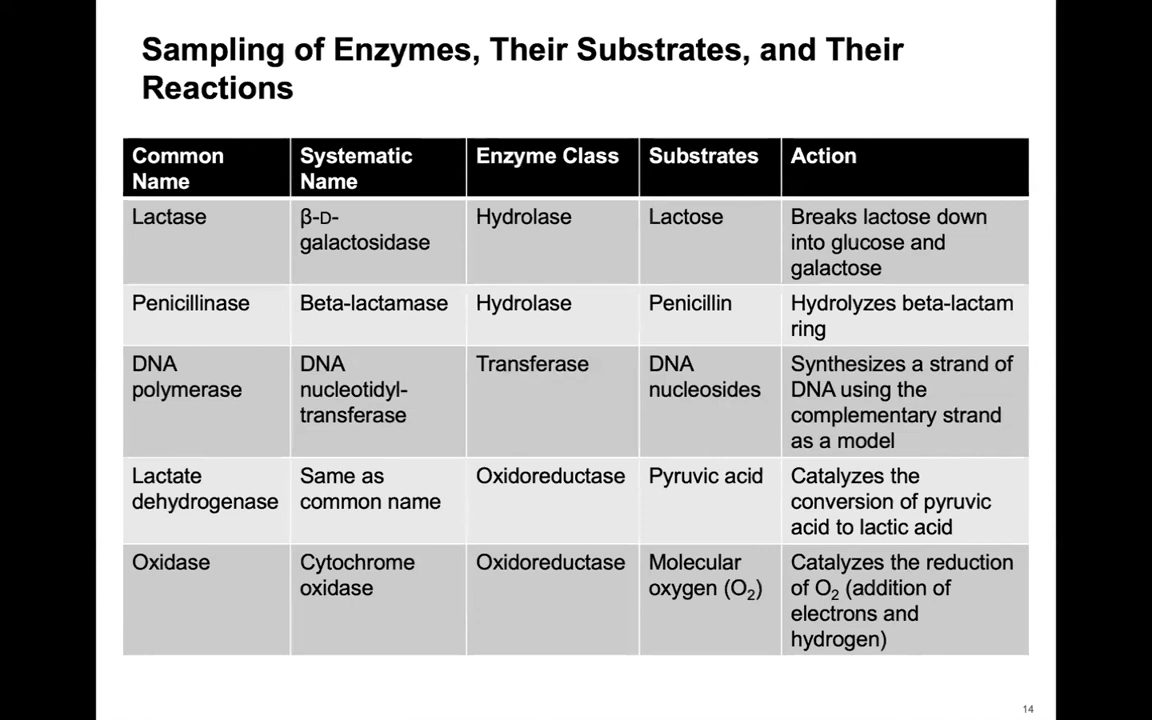 Sampling of Enzymes, Their Substrates, and Their
Reactions
Common
Name
Systematic
Name
Enzyme Class
Substrates
Action
Lactase
β-D-
galactosidase
Hydrolase
Lactose
Breaks lactose down
into glucose and
galactose
Penicillinase
Beta-lactamase
Hydrolase
Penicillin
Hydrolyzes beta-lactam
ring
DNA
polymerase
DNA
nucleotidyl-
transferase
Transferase
DNA
nucleosides
Synthesizes a strand of
DNA using the
complementary strand
as a model
Lactate
dehydrogenase
Same as
common name
Oxidoreductase
Pyruvic acid
Catalyzes the
conversion of pyruvic
acid to lactic acid
Oxidase
Cytochrome
oxidase
Oxidoreductase
Molecular
oxygen (O₂)
Catalyzes the reduction
of O₂ (addition of
electrons and
hydrogen)
14